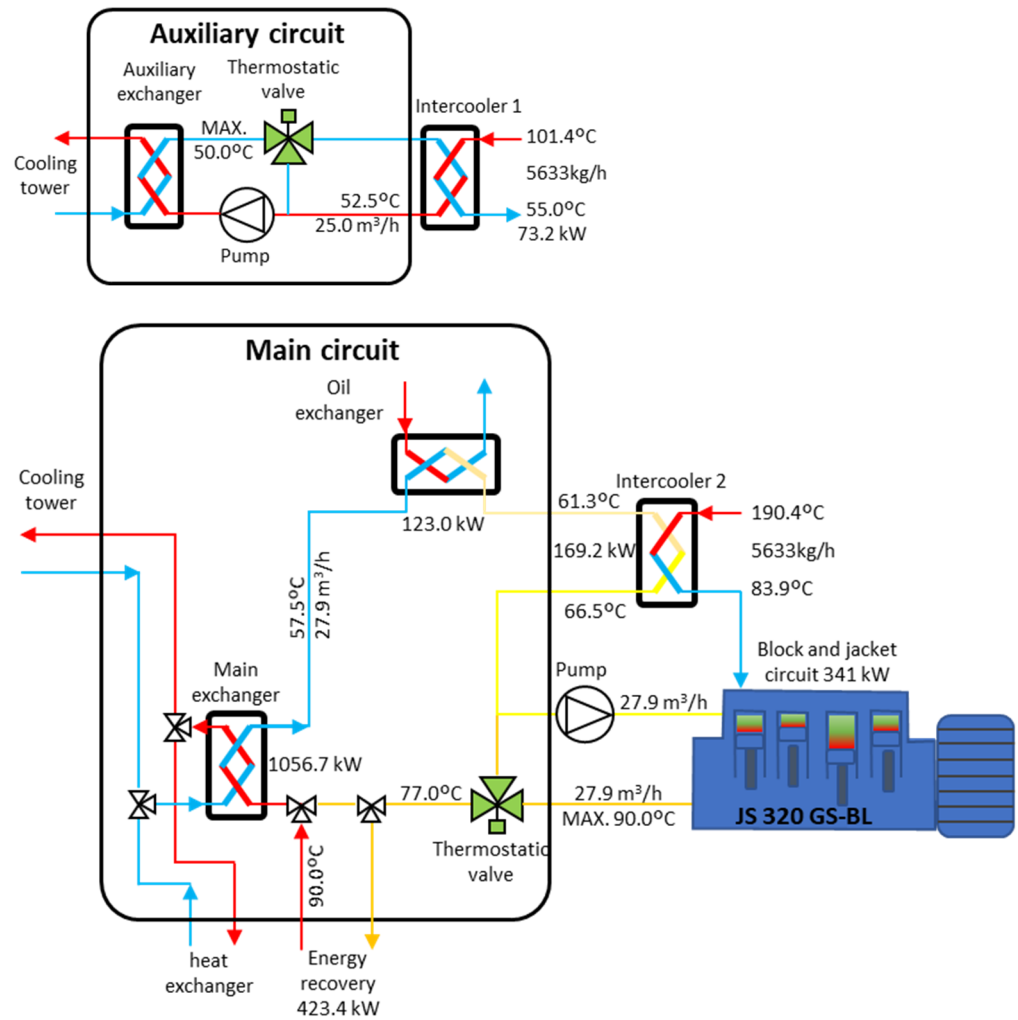 Auxiliary circuit
Auxiliary
exchanger
Thermostatic
valve
Intercooler 1
MAX.
50.0ºC
101.4ºC
Cooling
tower
5633kg/h
52.5ºC
25.0 m³/h
55.0ºC
73.2 kW
Pump
Main circuit
Oil
exchanger
Cooling
tower
123.0 kW
Intercooler 2
61.3ºC
190.4ºC
169.2 kW
5633kg/h
83.9ºC
66.5ºC
57.5ºC
27.9 m³/h
Block and jacket
circuit 341 kW
Main
exchanger
Pump
27.9 m³/h
1056.7 kW
77.0ºC
27.9 m³/h
MAX. 90.0ºC
JS 320 GS-BL
Thermostatic
valve
90.0ºC
heat
exchanger
Energy
recovery
423.4 kW